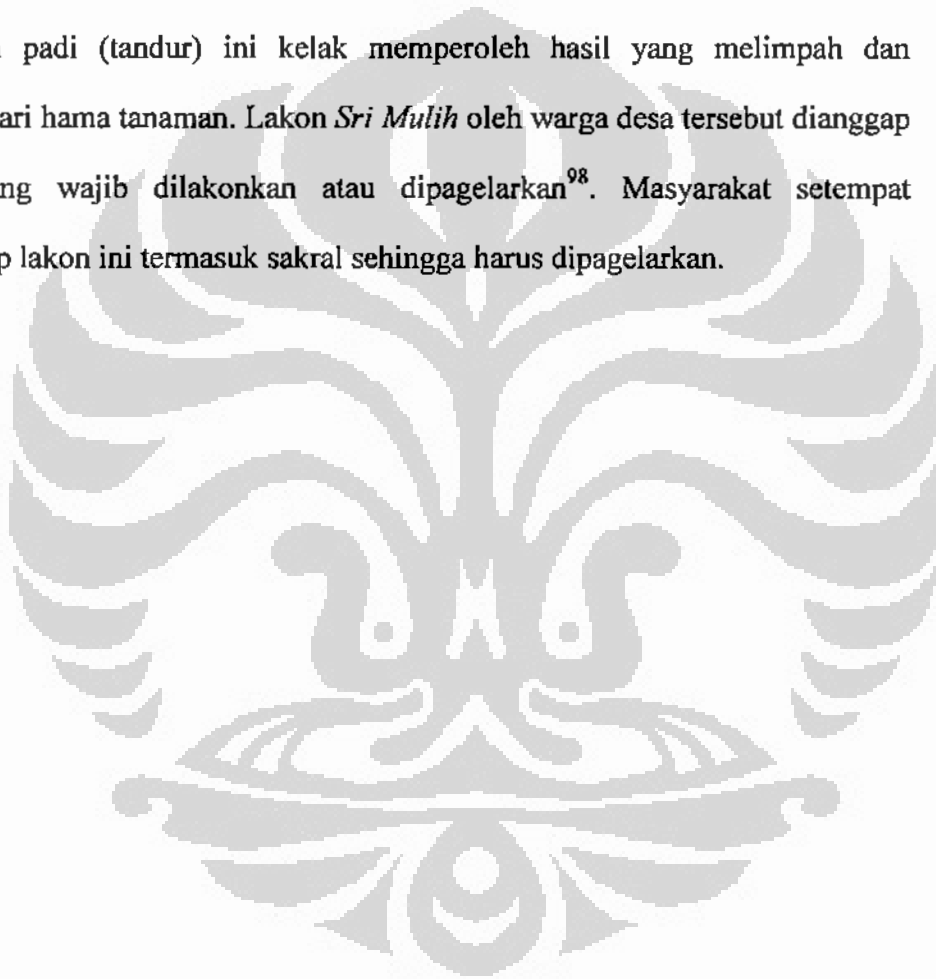 padi (tandur) ini kelak memperoleh hasil yang melimpah dan
ari hama tanaman. Lakon Sri Mulih oleh warga desa tersebut dianggap
ng wajib dilakonkan atau dipagelarkan98. Masyarakat setempat
p lakon ini termasuk sakral sehingga harus dipagelarkan.